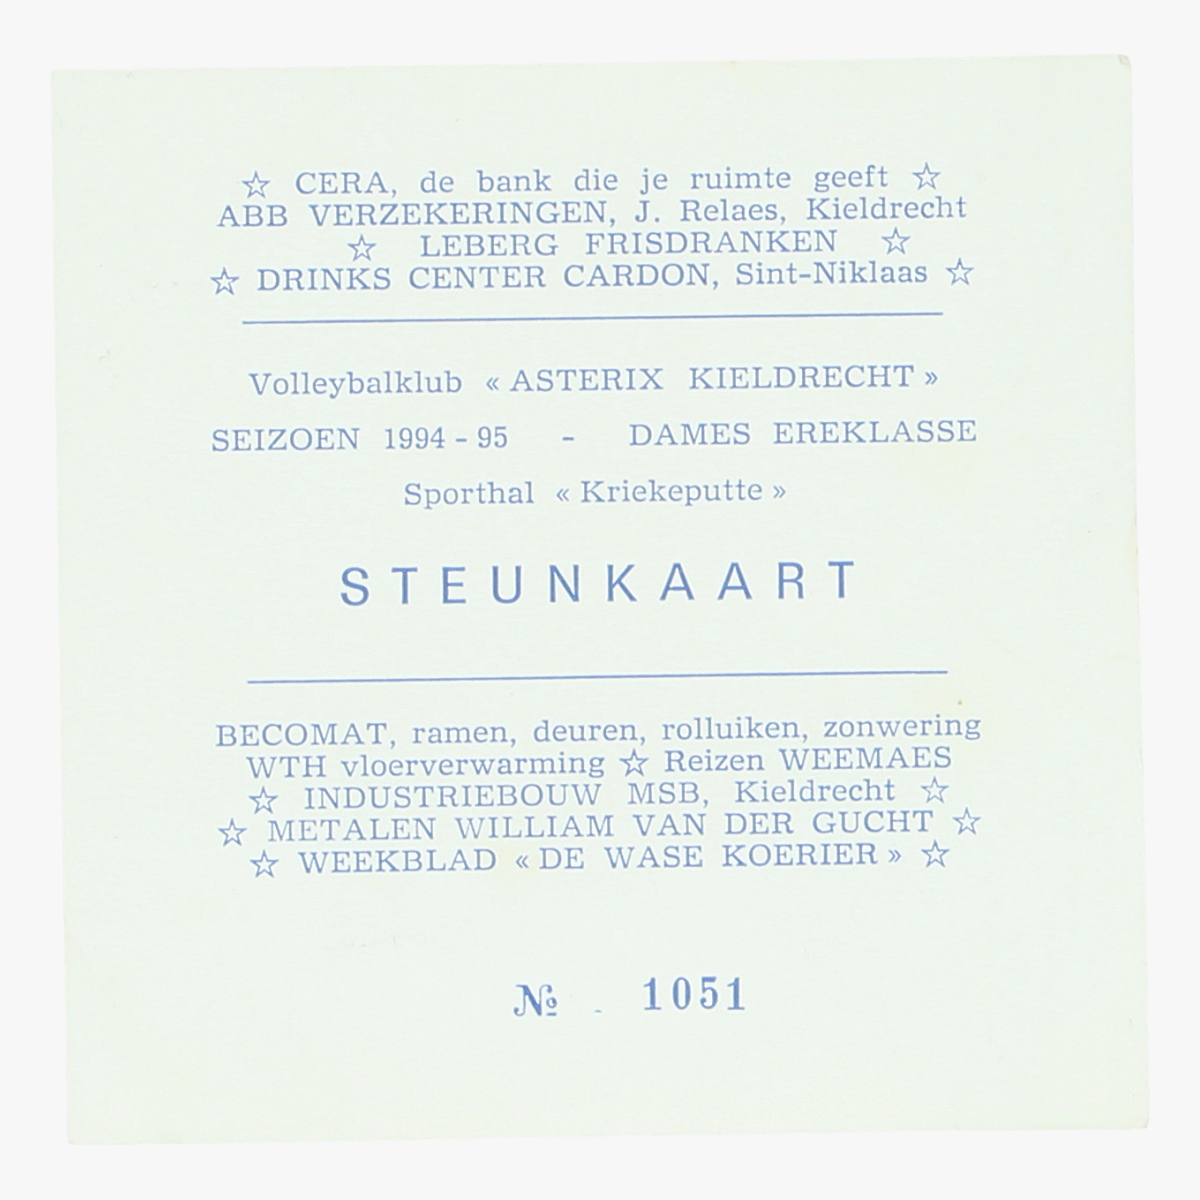 ☆ CERA, de bank die je ruimte geeft ☆
ABB VERZEKERINGEN, J. Relaes, Kieldrecht
☆ LEBERG FRISDRANKEN ☆
☆ DRINKS CENTER CARDON, Sint-Niklaas ☆
Volleybalklub « ASTERIX KIELDRECHT »
SEIZOEN 1994 - 95 - DAMES EREKLASSE
Sporthal « Kriekeputte »
STEUNKAART
BECOMAT, ramen, deuren, rolluiken, zonwering
WTH vloerverwarming ☆ Reizen WEEMAES
☆ INDUSTRIEBOUW MSB, Kieldrecht ☆
☆ METALEN WILLIAM VAN DER GUCHT ☆
☆ WEEKBLAD « DE WASE KOERIER » ☆
№ 1051